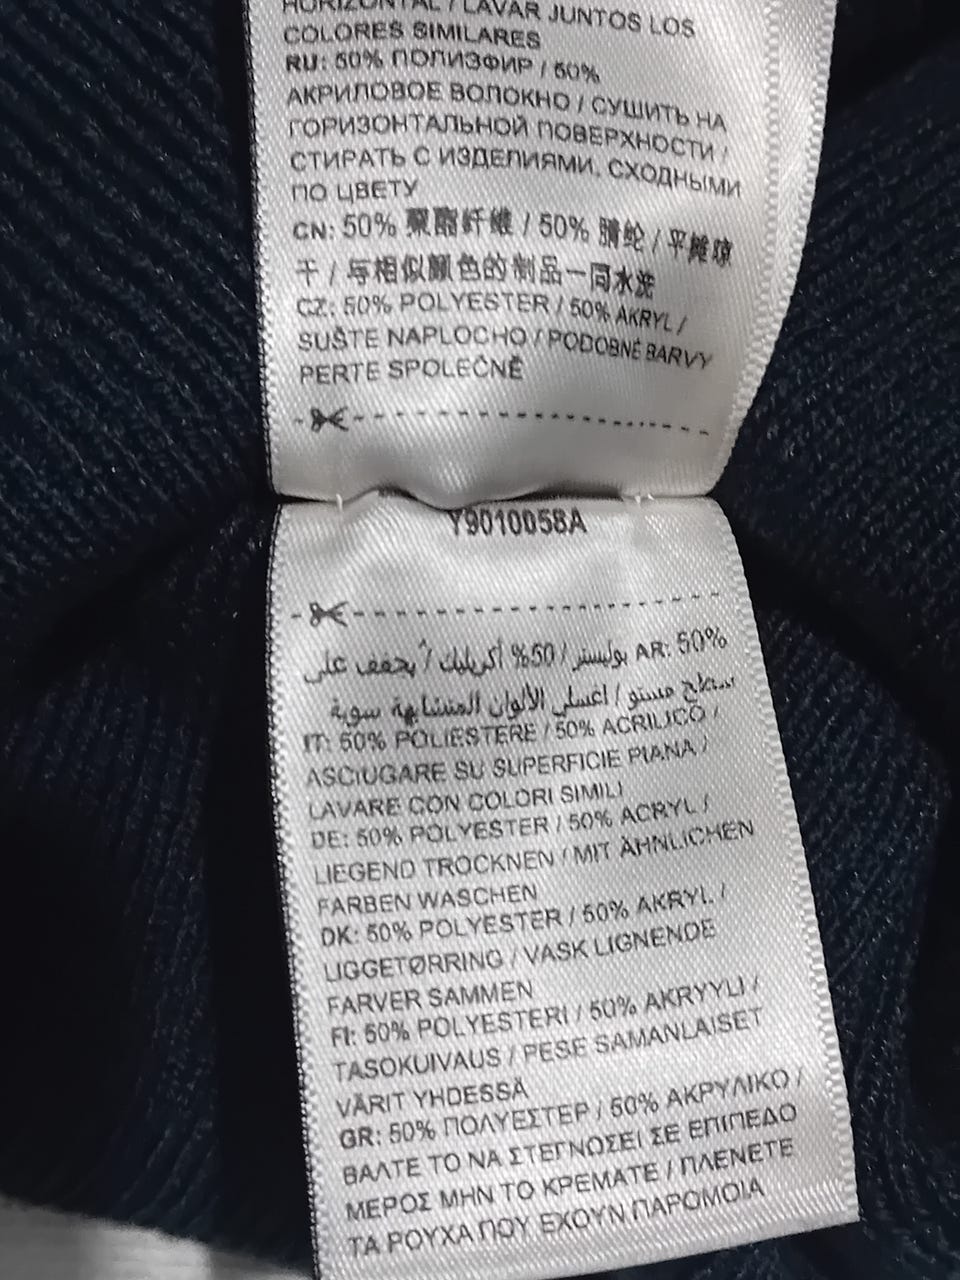 HORIZONTAL / LAVAR JUNTOS LOS
COLORES SIMILARES
RU: 50% ПОЛИЭФИР / 50%
АКРИЛОВОЕ ВОЛОКНО / СУШИТЬ НА
ГОРИЗОНТАЛЬНОЙ ПОВЕРХНОСТИ /
СТИРАТЬ С ИЗДЕЛИЯМИ, СХОДНЫМИ
ПО ЦВЕТУ
CN: 50% 聚酯纤维 / 50% 腈纶 / 平摊晾
干 / 与相似颜色的制品一同水洗
CZ: 50% POLYESTER / 50% AKRYL /
SUŠTE NAPLOCHO / PODOBNÉ BARVY
PERTE SPOLEČNĚ
Y9010058A
AR: 50% بوليستر / 50% أكريليك / يجفف على
سطح مستو / اغسلي الألوان المتشابهة سوية
IT: 50% POLIESTERE / 50% ACRILICO /
ASCIUGARE SU SUPERFICIE PIANA /
LAVARE CON COLORI SIMILI
DE: 50% POLYESTER / 50% ACRYL /
LIEGEND TROCKNEN / MIT ÄHNLICHEN
FARBEN WASCHEN
DK: 50% POLYESTER / 50% AKRYL /
LIGGETØRRING / VASK LIGNENDE
FARVER SAMMEN
FI: 50% POLYESTERI / 50% AKRYYLI /
TASOKUIVAUS / PESE SAMANLAISET
VÄRIT YHDESSÄ
GR: 50% ΠΟΛΥΕΣΤΕΡ / 50% ΑΚΡΥΛΙΚΟ /
ΒΑΛΤΕ ΤΟ ΝΑ ΣΤΕΓΝΩΣΕΙ ΣΕ ΕΠΙΠΕΔΟ
ΜΕΡΟΣ ΜΗΝ ΤΟ ΚΡΕΜΑΤΕ / ΠΛΕΝΕΤΕ
ΤΑ ΡΟΥΧΑ ΠΟΥ ΕΧΟΥΝ ΠΑΡΟΜΟΙΑ